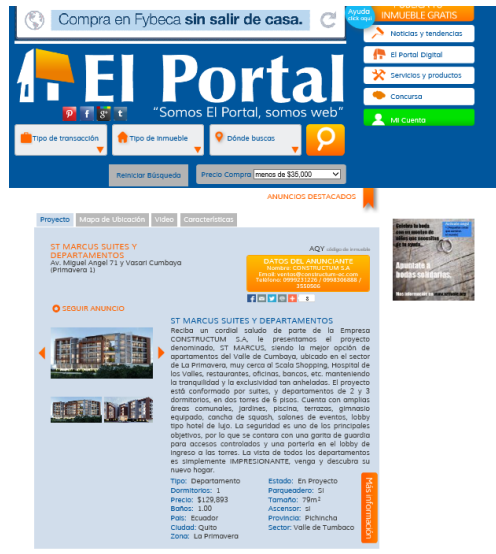 Compra en Fybeca sin salir de casa.
Ayuda
click aquí
INMUEBLE GRATIS
Noticias y tendencias
El Portal Digital
Servicios y productos
Concursa
Mi Cuenta
El Portal
"Somos El Portal, somos web"
Tipo de transacción
Tipo de Inmueble
Dónde buscas
Reiniciar Búsqueda
Precio Compra menos de $35,000
ANUNCIOS DESTACADOS
Proyecto Mapa de Ubicación Video Características
ST MARCUS SUITES Y
DEPARTAMENTOS
Av. Miguel Angel 71 y Vasari Cumbaya
(Primavera 1)
AQY código de inmueble
DATOS DEL ANUNCIANTE
Nombre: CONSTRUCTUM S.A
Email: ventas@constructum-ec.com
Teléfono: 0999231226 / 0998306888 /
3550506
8
SEGUIR ANUNCIO
ST MARCUS SUITES Y DEPARTAMENTOS
Reciba un cordial saludo de parte de la Empresa
CONSTRUCTUM S.A, le presentamos el proyecto
denominado, ST MARCUS, siendo la mejor opción de
apartamentos del Valle de Cumbaya, ubicado en el sector
de La Primavera, muy cerca al Scala Shopping, Hospital de
los Valles, restaurantes, oficinas, bancos, etc. manteniendo
la tranquilidad y la exclusividad tan anheladas. El proyecto
está conformado por suites, y departamentos de 2 y 3
dormitorios, en dos torres de 6 pisos. Cuenta con amplias
áreas comunales, jardines, piscina, terrazas, gimnasio
equipado, cancha de squash, salones de eventos, lobby
tipo hotel de lujo. La seguridad es uno de los principales
objetivos, por lo que se contara con una garita de guardia
para accesos controlados y una portería en el lobby de
ingreso a las torres. La vista de todos los departamentos
es simplemente IMPRESIONANTE, venga y descubra su
nuevo hogar.
Tipo: Departamento Estado: En Proyecto
Dormitorios: 1 Parqueadero: Si
Precio: $129,893 Tamaño: 79m²
Baños: 1.00 Ascensor: si
País: Ecuador Provincia: Pichincha
Ciudad: Quito Sector: Valle de Tumbaco
Zona: La Primavera
Más información
Apuntate a
bodas solidarias.